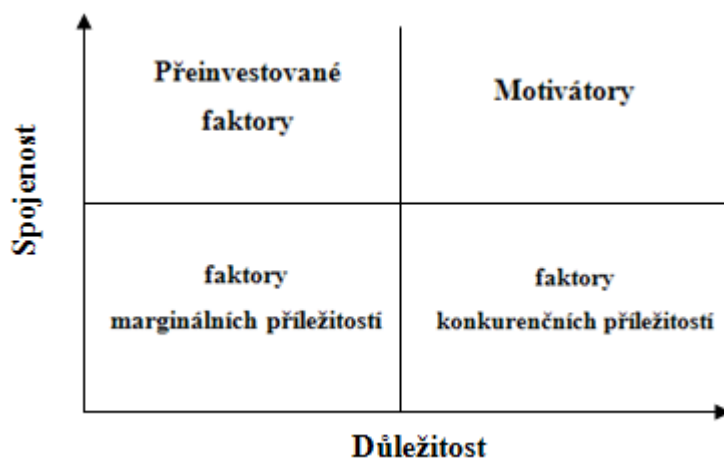 Přeinvestované
faktory
Motivátory
Spojenost
faktory
marginálních příležitostí
faktory
konkurenčních příležitostí
Důležitost